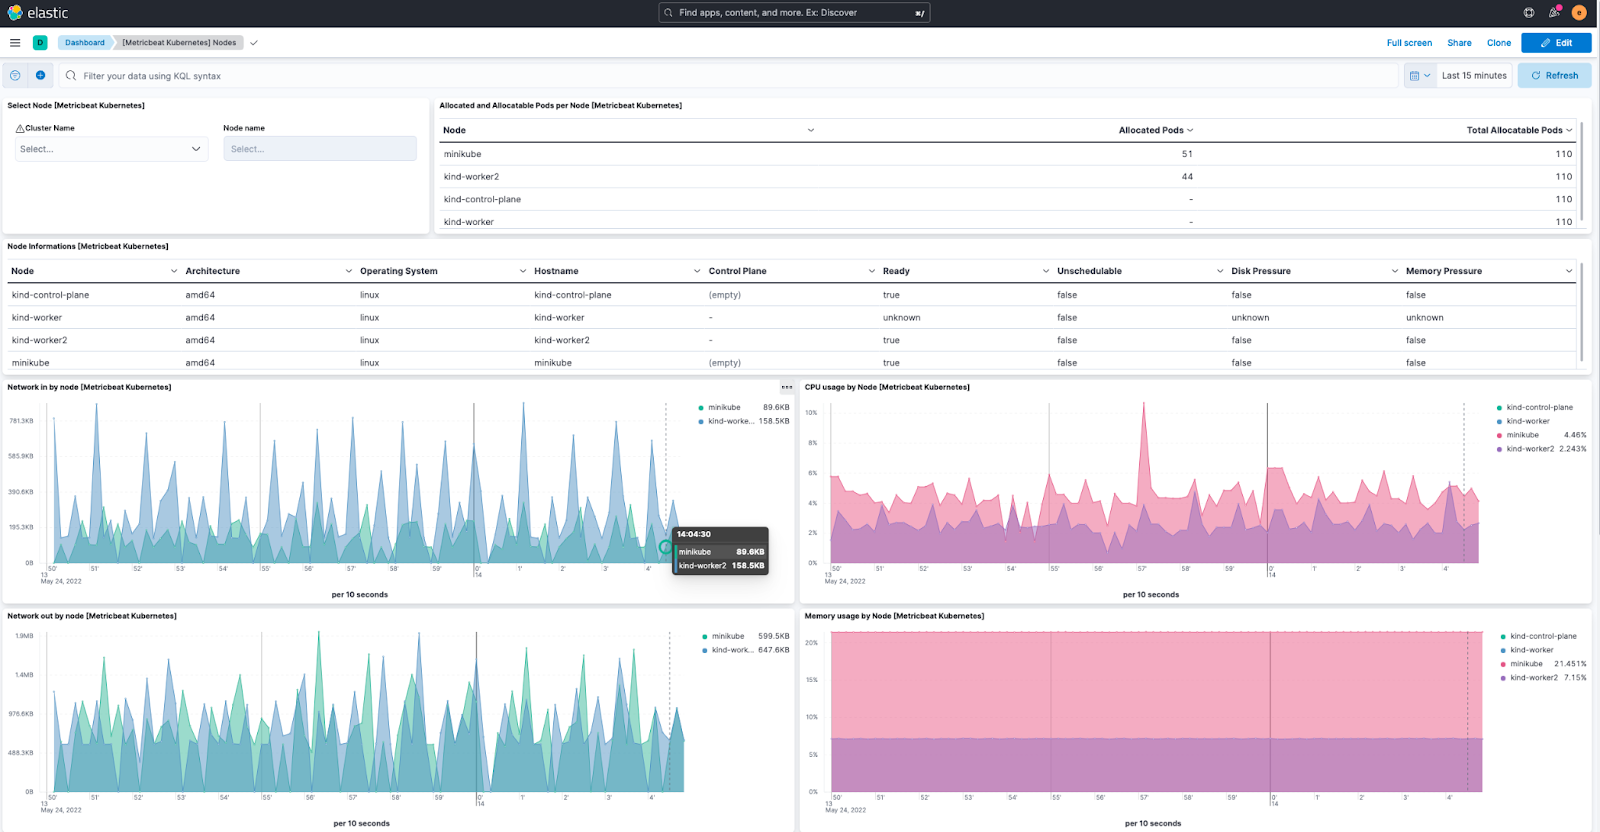 elastic
Find apps, content, and more. Ex: Discover
⌘/
e
D
Dashboard
[Metricbeat Kubernetes] Nodes
Full screen
Share
Clone
Edit
Filter your data using KQL syntax
Last 15 minutes
Refresh
Select Node [Metricbeat Kubernetes]
Cluster Name
Node name
Select...
Select...
Allocated and Allocatable Pods per Node [Metricbeat Kubernetes]
Node Allocated Pods Total Allocatable Pods
minikube 51 110
kind-worker2 44 110
kind-control-plane - 110
kind-worker - 110
Node Informations [Metricbeat Kubernetes]
Node Architecture Operating System Hostname Control Plane Ready Unschedulable Disk Pressure Memory Pressure
kind-control-plane amd64 linux kind-control-plane (empty) true false false false
kind-worker amd64 linux kind-worker - unknown false unknown unknown
kind-worker2 amd64 linux kind-worker2 - true false false false
minikube amd64 linux minikube (empty) true false false false
Network in by node [Metricbeat Kubernetes]
781.3KB
585.9KB
390.6KB
195.3KB
0B
50' 51' 52' 53' 54' 55' 56' 57' 58' 59' 0' 1' 2' 3' 4'
13 14
May 24, 2022
per 10 seconds
minikube 89.6KB
kind-worke... 158.5KB
14:04:30
minikube 89.6KB
kind-worker2 158.5KB
CPU usage by Node [Metricbeat Kubernetes]
10%
8%
6%
4%
2%
0%
50' 51' 52' 53' 54' 55' 56' 57' 58' 59' 0' 1' 2' 3' 4'
13 14
May 24, 2022
per 10 seconds
kind-control-plane
kind-worker
minikube 4.46%
kind-worker2 2.243%
Network out by node [Metricbeat Kubernetes]
1.9MB
1.4MB
976.6KB
488.3KB
0B
50' 51' 52' 53' 54' 55' 56' 57' 58' 59' 0' 1' 2' 3' 4'
13 14
May 24, 2022
per 10 seconds
minikube 599.5KB
kind-work... 647.6KB
Memory usage by Node [Metricbeat Kubernetes]
20%
15%
10%
5%
0%
50' 51' 52' 53' 54' 55' 56' 57' 58' 59' 0' 1' 2' 3' 4'
13 14
May 24, 2022
per 10 seconds
kind-control-plane
kind-worker
minikube 21.451%
kind-worker2 7.15%